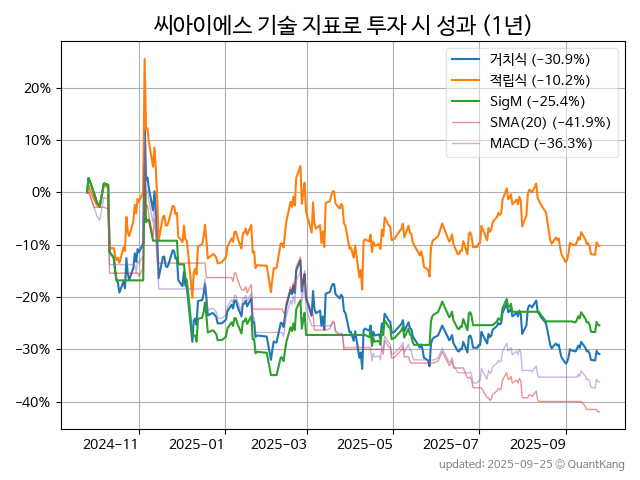 씨아이에스 기술 지표로 투자 시 성과 (1년)
거치식 (−30.9%)
적립식 (−10.2%)
SigM (−25.4%)
SMA(20) (−41.9%)
MACD (−36.3%)
20%
10%
0%
−10%
−20%
−30%
−40%
2024-11
2025-01
2025-03
2025-05
2025-07
2025-09
updated: 2025-09-25 © QuantKang